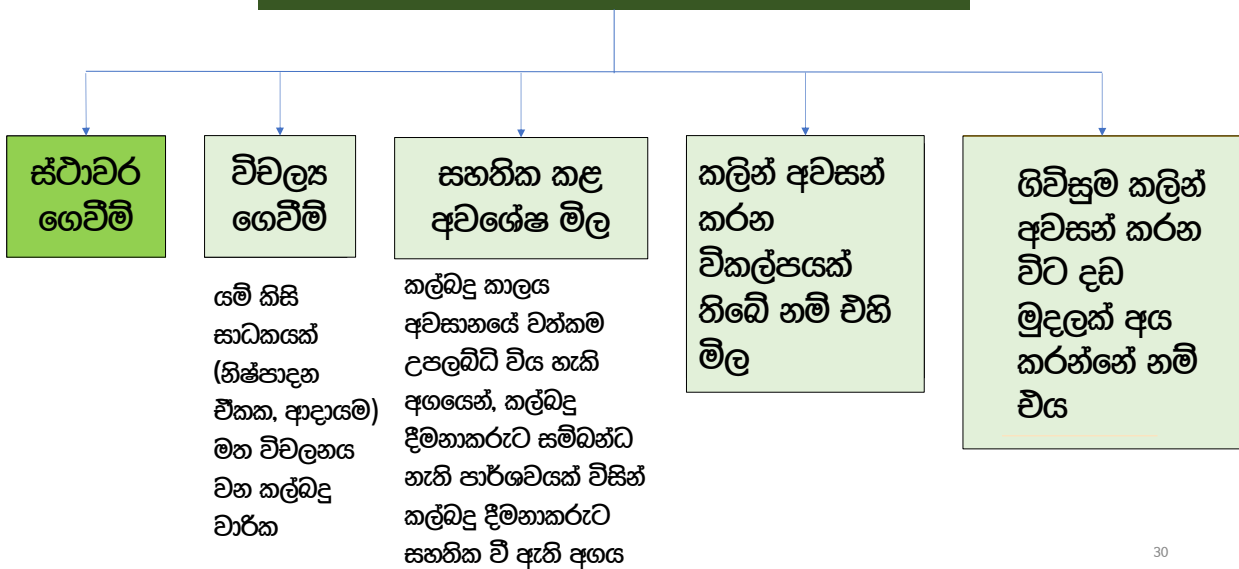 ස්ථාවර
ගෙවීම්
විචල්‍ය
ගෙවීම්
යම් කිසි
සාධකයක්
(නිෂ්පාදන
ඒකක, ආදායම)
මත විචලනය
වන කල්බදු
වාරික
සහතික කළ
අවශේෂ මිල
කල්බදු කාලය
අවසානයේ වත්කම
උපලබ්ධි විය හැකි
අගයෙන්, කල්බදු
දීමනාකරුට සම්බන්ධ
නැති පාර්ශවයක් විසින්
කල්බදු දීමනාකරුට
සහතික වී ඇති අගය
කලින් අවසන්
කරන
විකල්පයක්
තිබේ නම් එහි
මිල
ගිවිසුම කලින්
අවසන් කරන
විට දඩ
මුදලක් අය
කරන්නේ නම්
එය
30